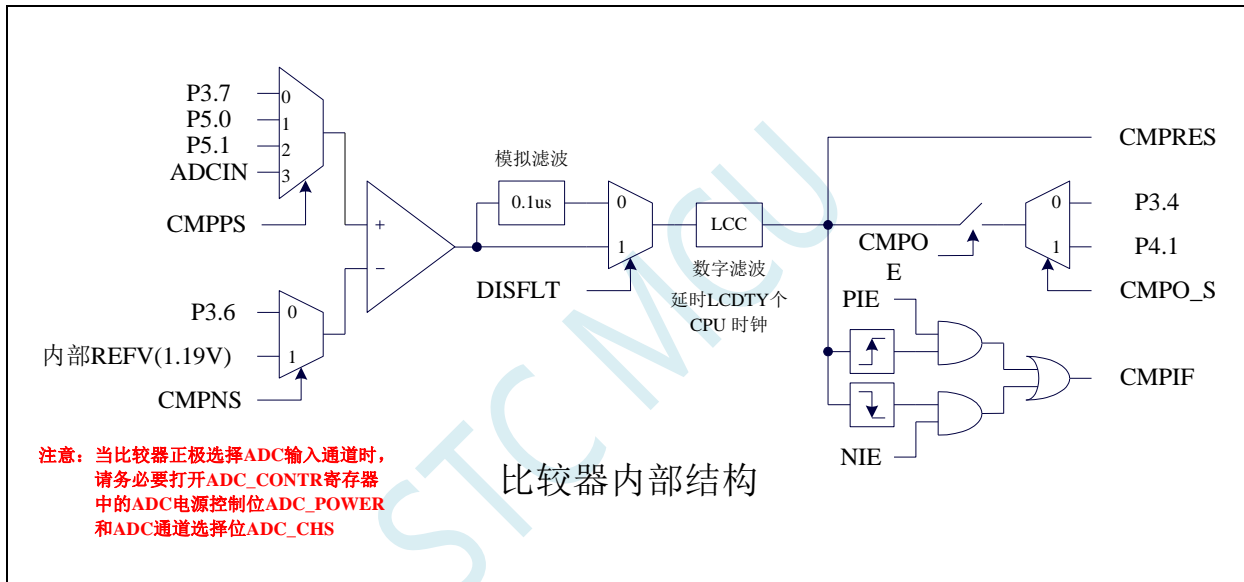 P3.7
0
P5.0
1
P5.1
2
ADCIN
3
CMPPS
+
−
P3.6
0
内部REFV(1.19V)
1
CMPNS
模拟滤波
0.1us
0
1
DISFLT
LCC
数字滤波
延时LCDTY个
CPU 时钟
CMPRES
P3.4
0
P4.1
1
CMPO
E
CMPO_S
PIE
CMPIF
NIE
注意：当比较器正极选择ADC输入通道时，
请务必要打开ADC_CONTR寄存器
中的ADC电源控制位ADC_POWER
和ADC通道选择位ADC_CHS
比较器内部结构
STC MCU